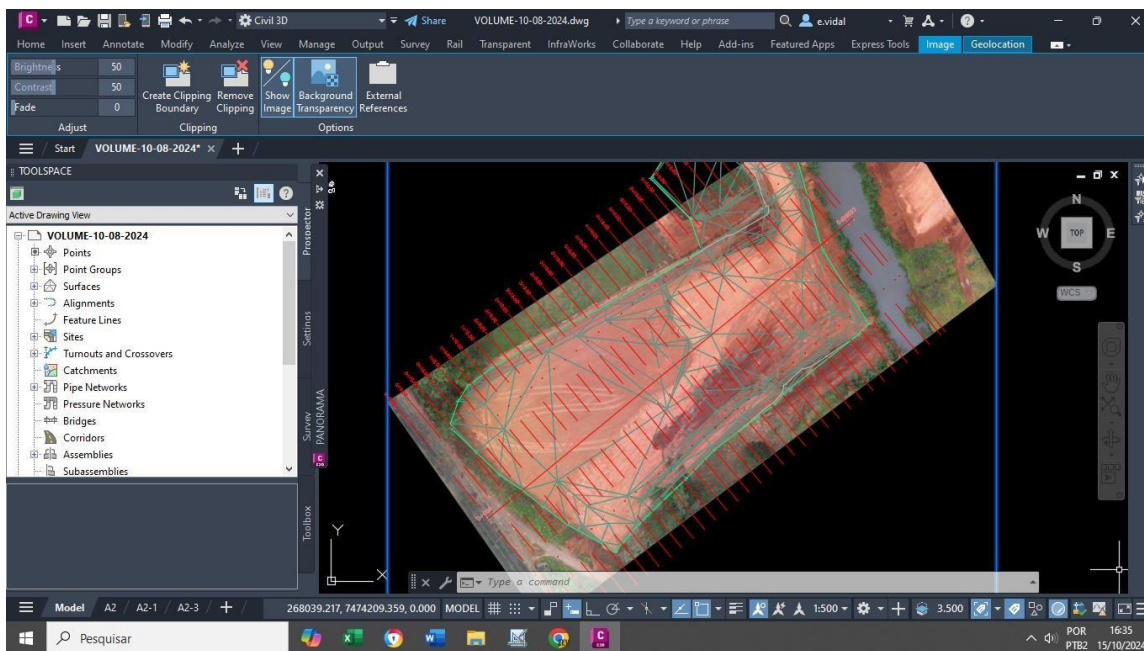 Civil 3D
Share
VOLUME-10-08-2024.dwg
Type a keyword or phrase
e.vidal
Home Insert Annotate Modify Analyze View Manage Output Survey Rail Transparent InfraWorks Collaborate Help Add-ins Featured Apps Express Tools Image Geolocation
Brightness 50
Contrast 50
Fade 0
Create Clipping Boundary
Remove Clipping
Show Image
Background Transparency
External References
Adjust Clipping Options
Start VOLUME-10-08-2024*
TOOLSPACE
Active Drawing View
VOLUME-10-08-2024
Points
Point Groups
Surfaces
Alignments
Feature Lines
Sites
Turnouts and Crossovers
Catchments
Pipe Networks
Pressure Networks
Bridges
Corridors
Assemblies
Subassemblies
Prospector
Settings
Survey
Toolbox
PANORAMA
N
W TOP E
S
WCS
Y
X
Type a command
Model A2 A2-1 A2-3
268039.217, 7474209.359, 0.000 MODEL 1:500 3.500
Pesquisar
POR
PTB2
16:35
15/10/2024